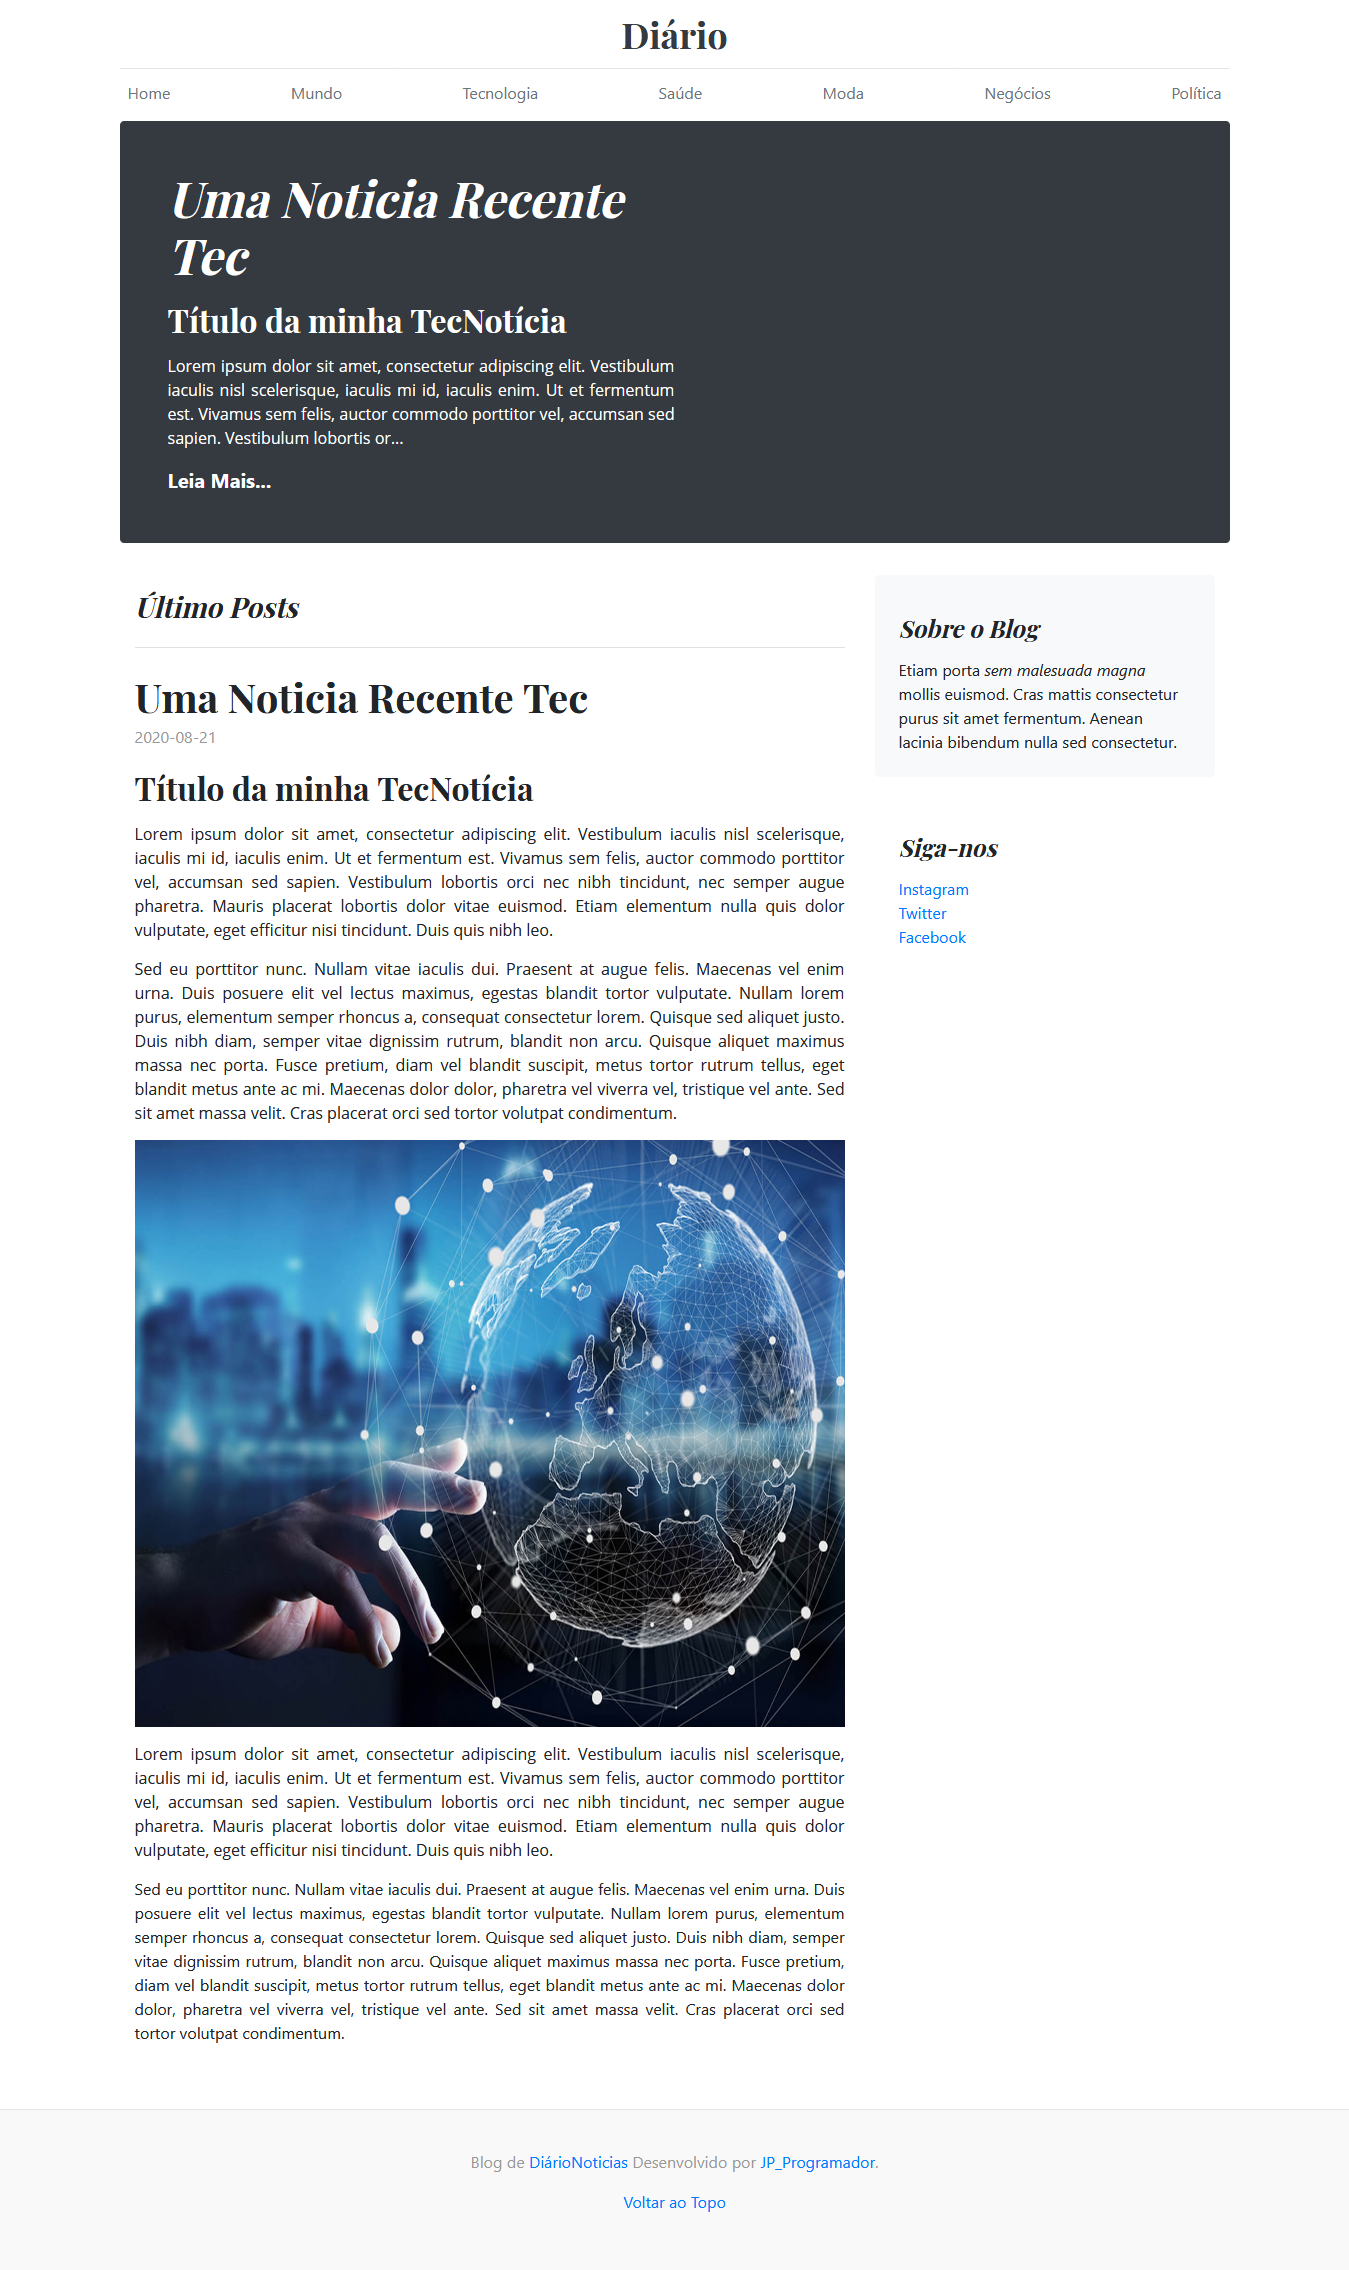 Diário
Home Mundo Tecnologia Saúde Moda Negócios Política
Uma Noticia Recente
Tec
Título da minha TecNotícia
Lorem ipsum dolor sit amet, consectetur adipiscing elit. Vestibulum
iaculis nisl scelerisque, iaculis mi id, iaculis enim. Ut et fermentum
est. Vivamus sem felis, auctor commodo porttitor vel, accumsan sed
sapien. Vestibulum lobortis or...
Leia Mais...
Último Posts
Uma Noticia Recente Tec
2020-08-21
Título da minha TecNotícia
Lorem ipsum dolor sit amet, consectetur adipiscing elit. Vestibulum iaculis nisl scelerisque,
iaculis mi id, iaculis enim. Ut et fermentum est. Vivamus sem felis, auctor commodo porttitor
vel, accumsan sed sapien. Vestibulum lobortis orci nec nibh tincidunt, nec semper augue
pharetra. Mauris placerat lobortis dolor vitae euismod. Etiam elementum nulla quis dolor
vulputate, eget efficitur nisi tincidunt. Duis quis nibh leo.
Sed eu porttitor nunc. Nullam vitae iaculis dui. Praesent at augue felis. Maecenas vel enim
urna. Duis posuere elit vel lectus maximus, egestas blandit tortor vulputate. Nullam lorem
purus, elementum semper rhoncus a, consequat consectetur lorem. Quisque sed aliquet justo.
Duis nibh diam, semper vitae dignissim rutrum, blandit non arcu. Quisque aliquet maximus
massa nec porta. Fusce pretium, diam vel blandit suscipit, metus tortor rutrum tellus, eget
blandit metus ante ac mi. Maecenas dolor dolor, pharetra vel viverra vel, tristique vel ante. Sed
sit amet massa velit. Cras placerat orci sed tortor volutpat condimentum.
Lorem ipsum dolor sit amet, consectetur adipiscing elit. Vestibulum iaculis nisl scelerisque,
iaculis mi id, iaculis enim. Ut et fermentum est. Vivamus sem felis, auctor commodo porttitor
vel, accumsan sed sapien. Vestibulum lobortis orci nec nibh tincidunt, nec semper augue
pharetra. Mauris placerat lobortis dolor vitae euismod. Etiam elementum nulla quis dolor
vulputate, eget efficitur nisi tincidunt. Duis quis nibh leo.
Sed eu porttitor nunc. Nullam vitae iaculis dui. Praesent at augue felis. Maecenas vel enim urna. Duis
posuere elit vel lectus maximus, egestas blandit tortor vulputate. Nullam lorem purus, elementum
semper rhoncus a, consequat consectetur lorem. Quisque sed aliquet justo. Duis nibh diam, semper
vitae dignissim rutrum, blandit non arcu. Quisque aliquet maximus massa nec porta. Fusce pretium,
diam vel blandit suscipit, metus tortor rutrum tellus, eget blandit metus ante ac mi. Maecenas dolor
dolor, pharetra vel viverra vel, tristique vel ante. Sed sit amet massa velit. Cras placerat orci sed
tortor volutpat condimentum.
Sobre o Blog
Etiam porta sem malesuada magna
mollis euismod. Cras mattis consectetur
purus sit amet fermentum. Aenean
lacinia bibendum nulla sed consectetur.
Siga-nos
Instagram
Twitter
Facebook
Blog de DiárioNoticias Desenvolvido por JP_Programador.
Voltar ao Topo